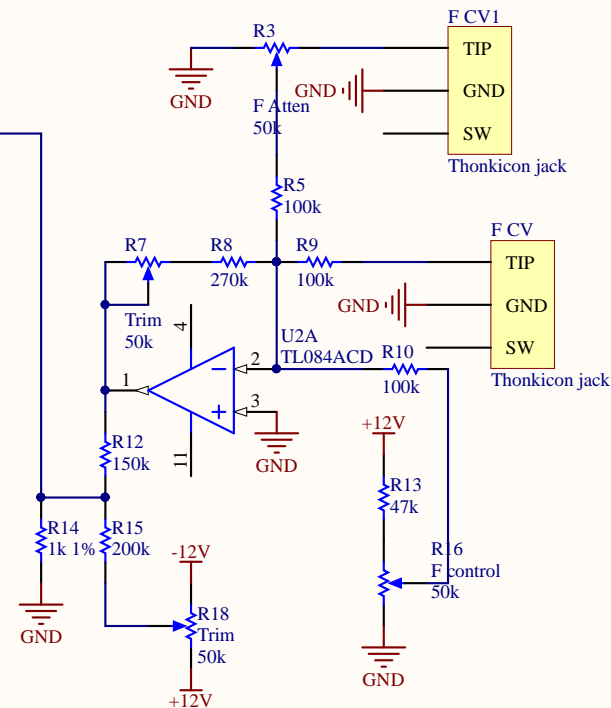 F CV1
R3
TIP
GND
GND
GND
F Atten
50k
SW
Thonkicon jack
R5
100k
F CV
R7
R8
R9
TIP
270k
100k
GND
GND
Trim
50k
4
U2A
TL084ACD
SW
R10
Thonkicon jack
2
1
100k
3
+12V
R12
150k
11
GND
R13
47k
R14
1k 1%
R15
200k
-12V
R16
F control
50k
R18
Trim
50k
GND
GND
+12V